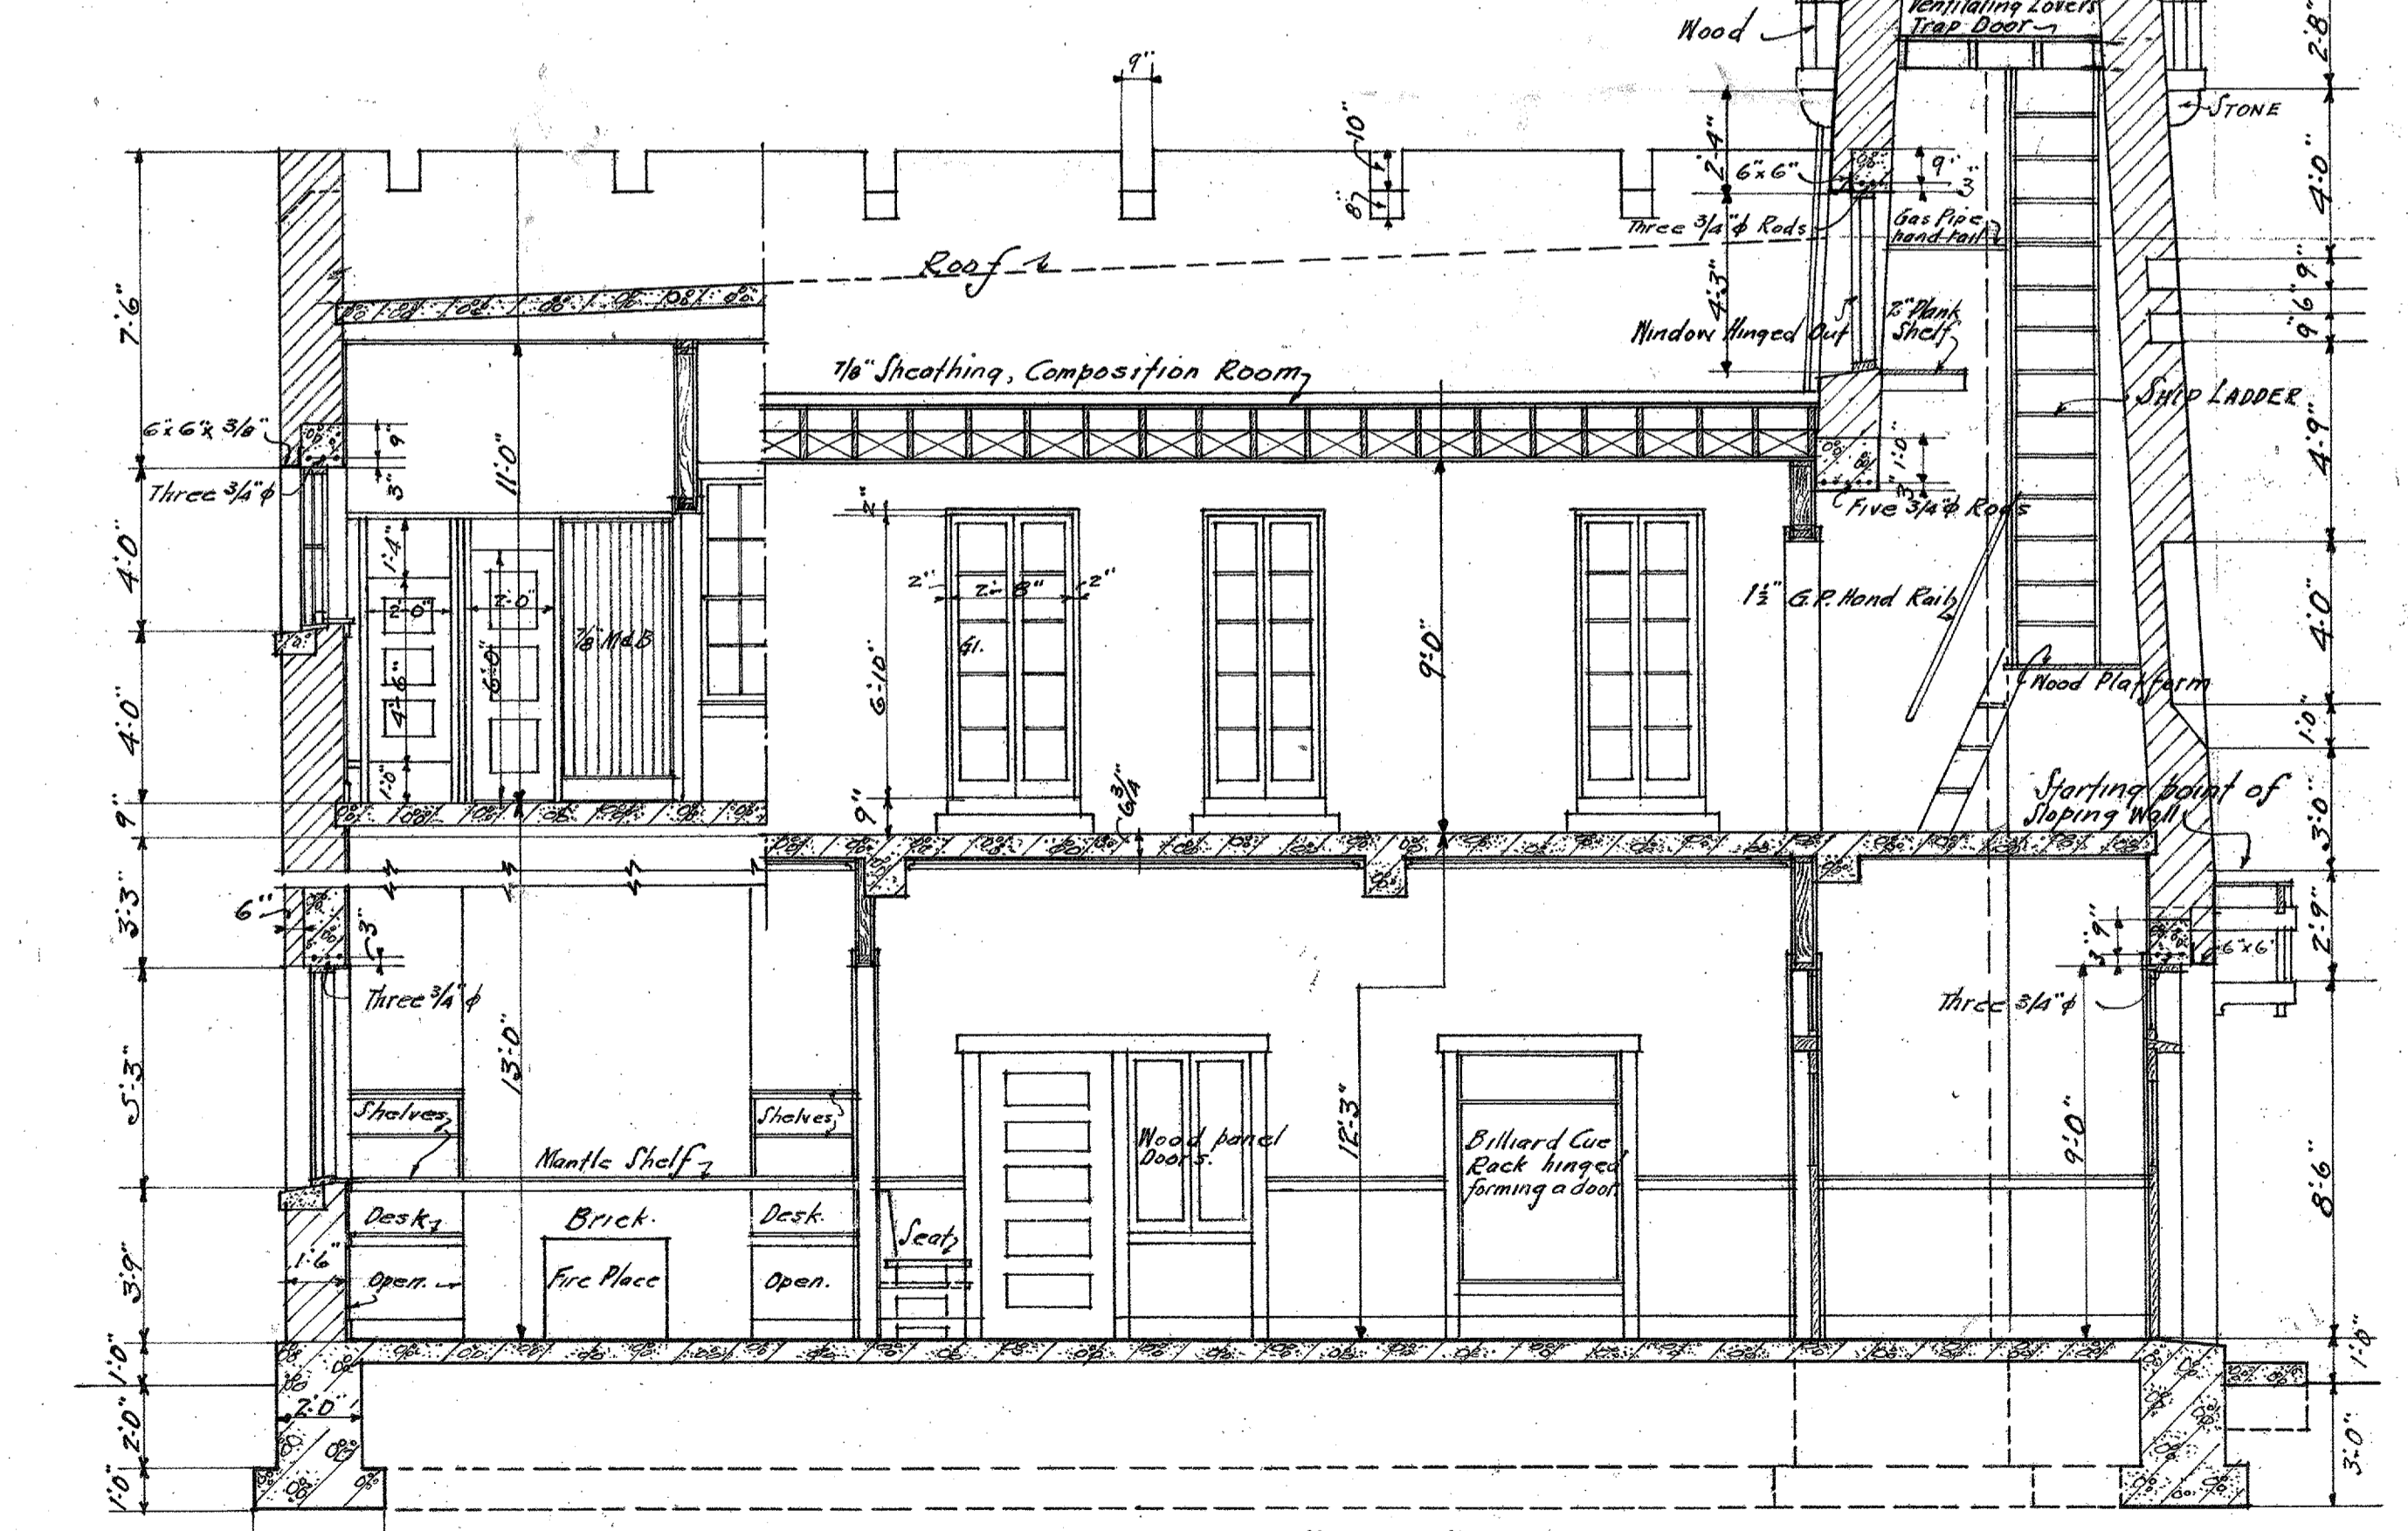 Ventilating Lovers
Trap Door
Wood
2'-8"
9"
STONE
10"
8"
2'-4"
6"x6"
9"
3"
4'-0"
Three 3/4" φ Rods
Gas Pipe
hand-rail
Roof
7'-6"
4'-3"
9"
6"
9"
Window Hinged Out
2" Plank
Shelf
7/8" Sheathing, Composition Room
SHIP LADDER
6"x6"x3/8"
9"
3"
11'-0"
Three 3/4" φ
1'-0"
3"
Five 3/4" φ Rods
4'-9"
2"
4'-0"
1'-4"
2'-0"
2'-0"
7/8" M&B
4'-6"
6'-0"
1'-0"
2"
2'-8"
2"
Gl.
6'-10"
9'-0"
1½" G.P. Hand Rail
4'-0"
Wood Platform
4'-0"
1'-0"
9"
9"
6 3/4"
Starting point of
Sloping Wall
3'-0"
3'-3"
6"
3"
Three 3/4" φ
9"
3"
6"x6"
2'-9"
Three 3/4" φ
5'-3"
13'-0"
12'-3"
9'-0"
8'-6"
Shelves
Shelves
Mantle Shelf
Wood panel
Doors.
Billiard Cue
Rack hinged
forming a door
Desk
Brick.
Desk.
Seat
3'-9"
1'-6"
Open.
Fire Place
Open.
1'-0"
1'-0"
2'-0"
2'-0"
1'-0"
3'-0"